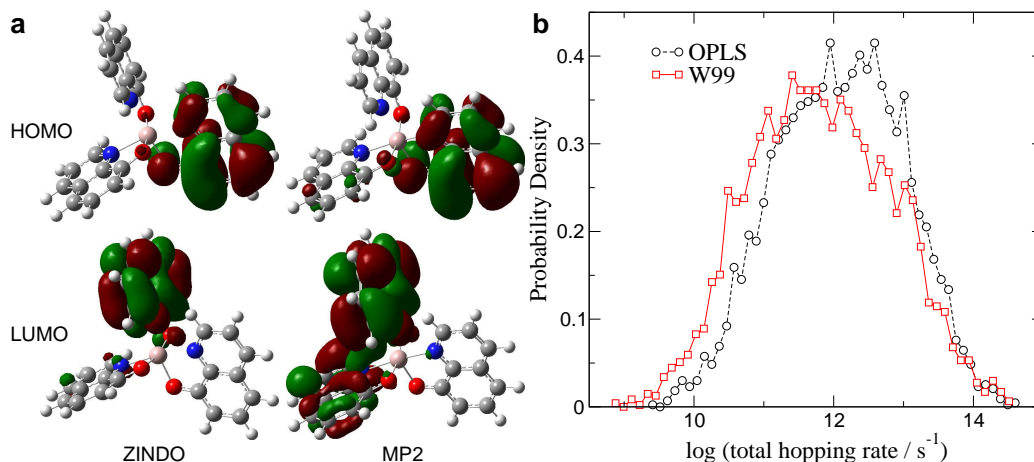 a
HOMO
LUMO
ZINDO
MP2
b
OPLS
W99
Probability Density
0.4
0.3
0.2
0.1
0
10
12
14
log (total hopping rate / s⁻¹)